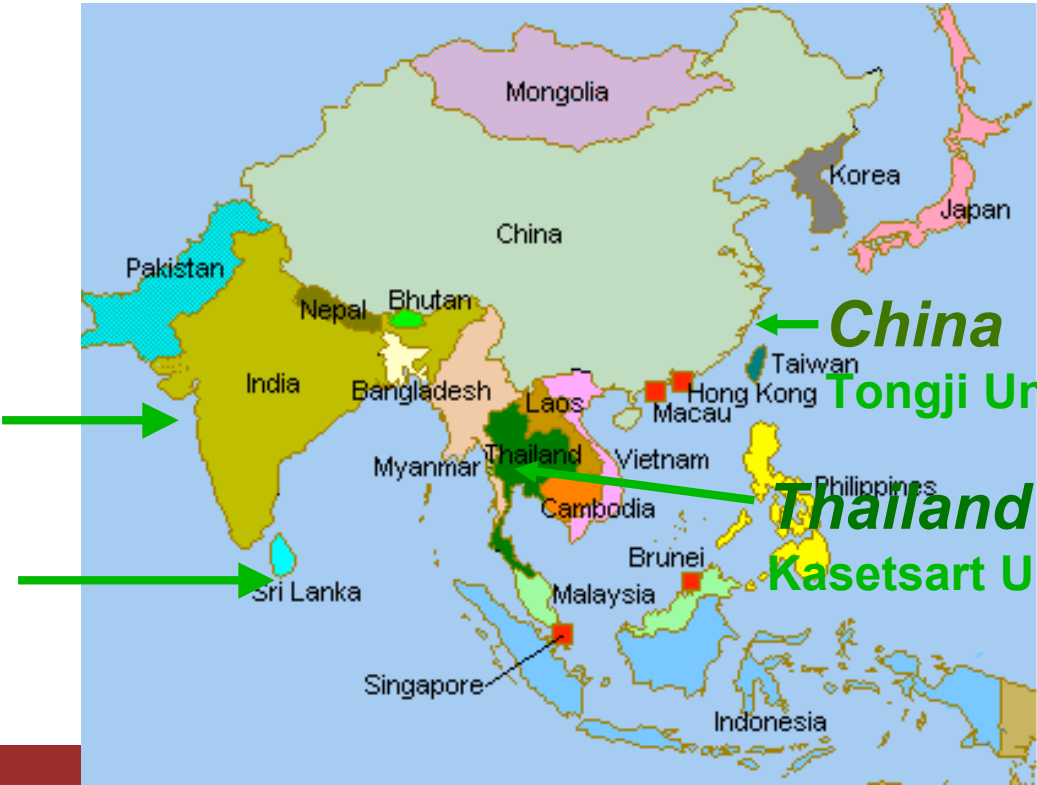 Mongolia
Korea
Japan
China
Pakistan
Nepal
Bhutan
China
Taiwan
India
Bangladesh
Hong Kong
Tongji Un
Laos
Macau
Thailand
Myanmar
Vietnam
Philippines
Thailand
Cambodia
Brunei
Kasetsart U
Sri Lanka
Malaysia
Singapore
Indonesia